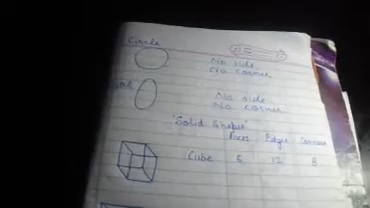 Circle
No side
No corner
No side
No corner
"Solid Shapes"
Faces Edges Corners
Cube 6 12 8